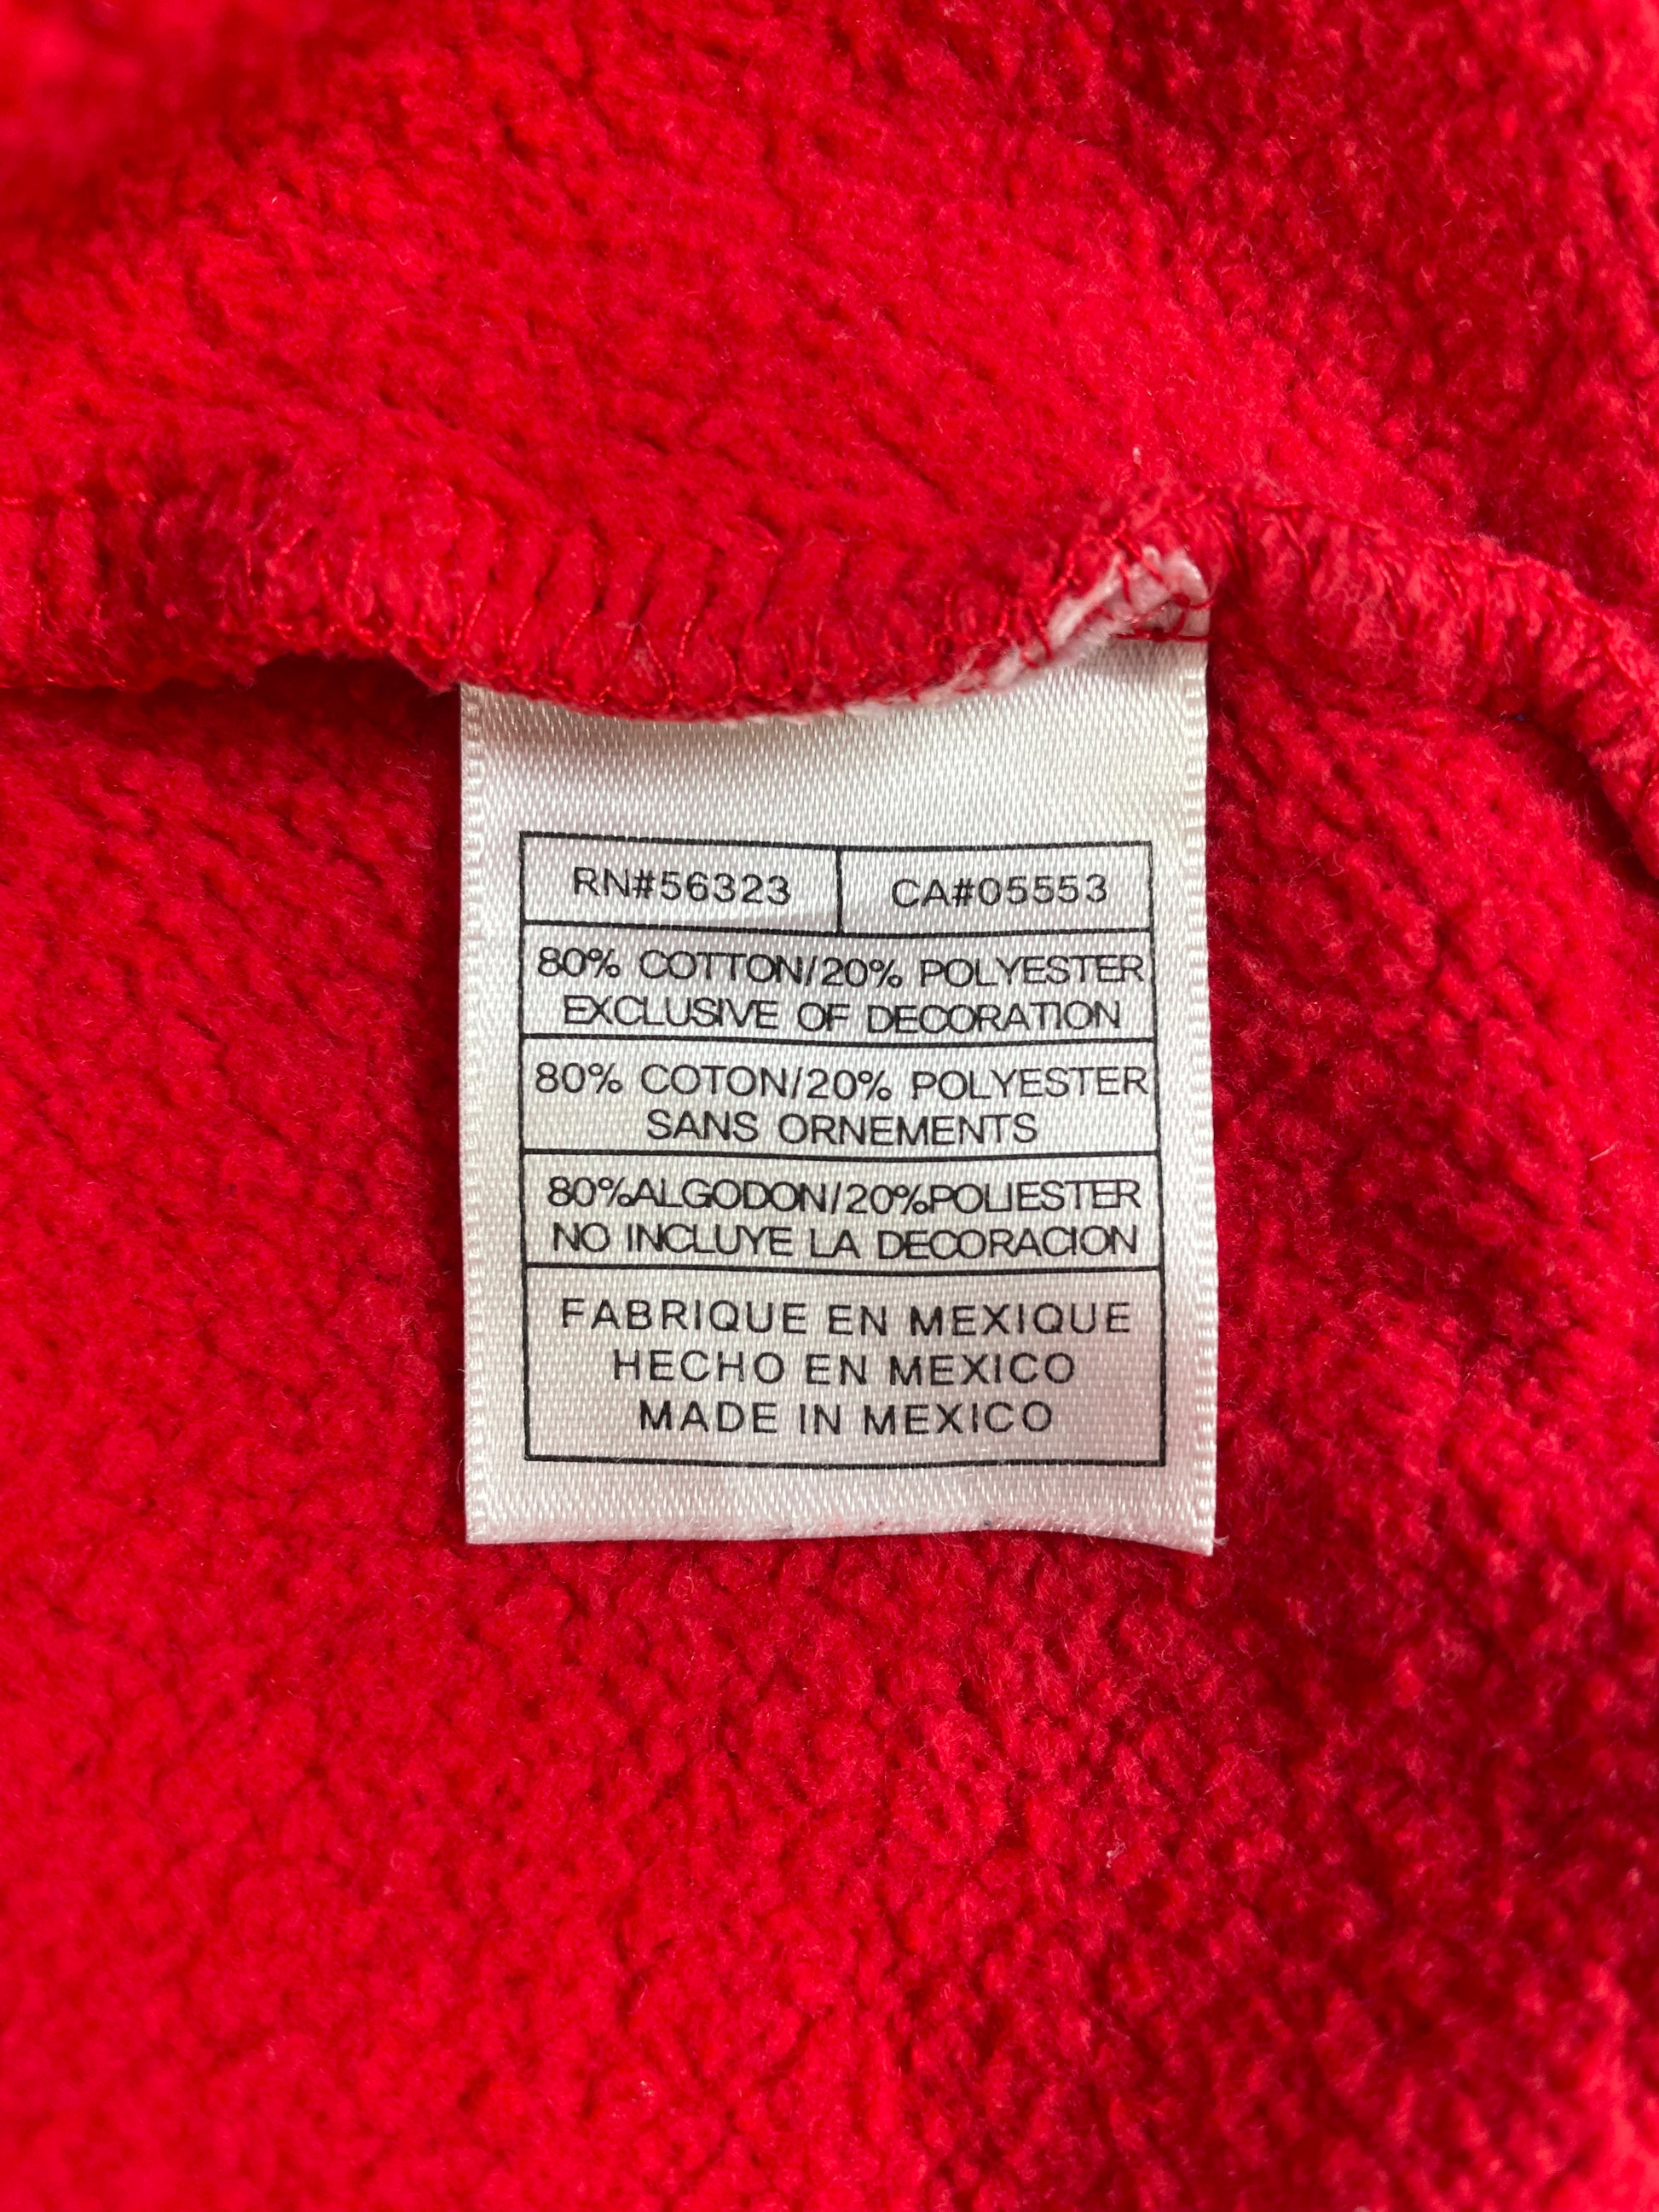 RN#56323 CA#05553
80% COTTON/20% POLYESTER
EXCLUSIVE OF DECORATION
80% COTON/20% POLYESTER
SANS ORNEMENTS
80%ALGODON/20%POLIESTER
NO INCLUYE LA DECORACION
FABRIQUE EN MEXIQUE
HECHO EN MEXICO
MADE IN MEXICO